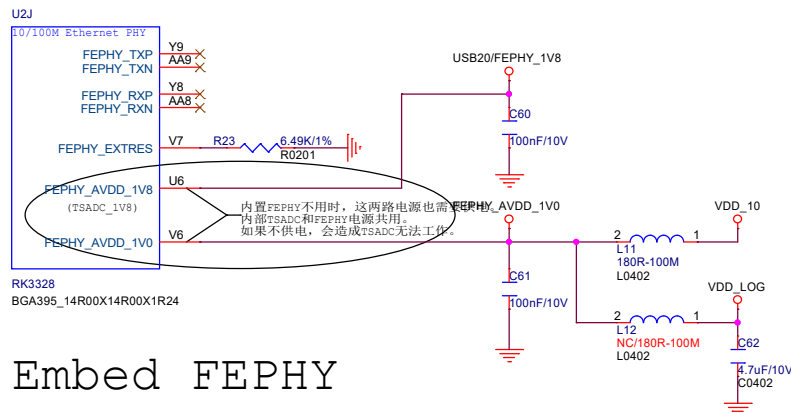 U2J
10/100M Ethernet PHY
FEPHY_TXP Y9
FEPHY_TXN AA9
FEPHY_RXP Y8
FEPHY_RXN AA8
FEPHY_EXTRES V7
R23 6.49K/1%
R0201
FEPHY_AVDD_1V8 U6
(TSADC_1V8)
FEPHY_AVDD_1V0 V6
内置FEPHY不用时，这两路电源也需要供电。
内部TSADC和FEPHY电源共用。
如果不供电，会造成TSADC无法工作。
RK3328
BGA395_14R00X14R00X1R24
USB20/FEPHY_1V8
C60
100nF/10V
FEPHY_AVDD_1V0
C61
100nF/10V
VDD_10
2 1
L11
180R-100M
L0402
VDD_LOG
2 1
L12
NC/180R-100M
L0402
C62
4.7uF/10V
C0402
Embed FEPHY